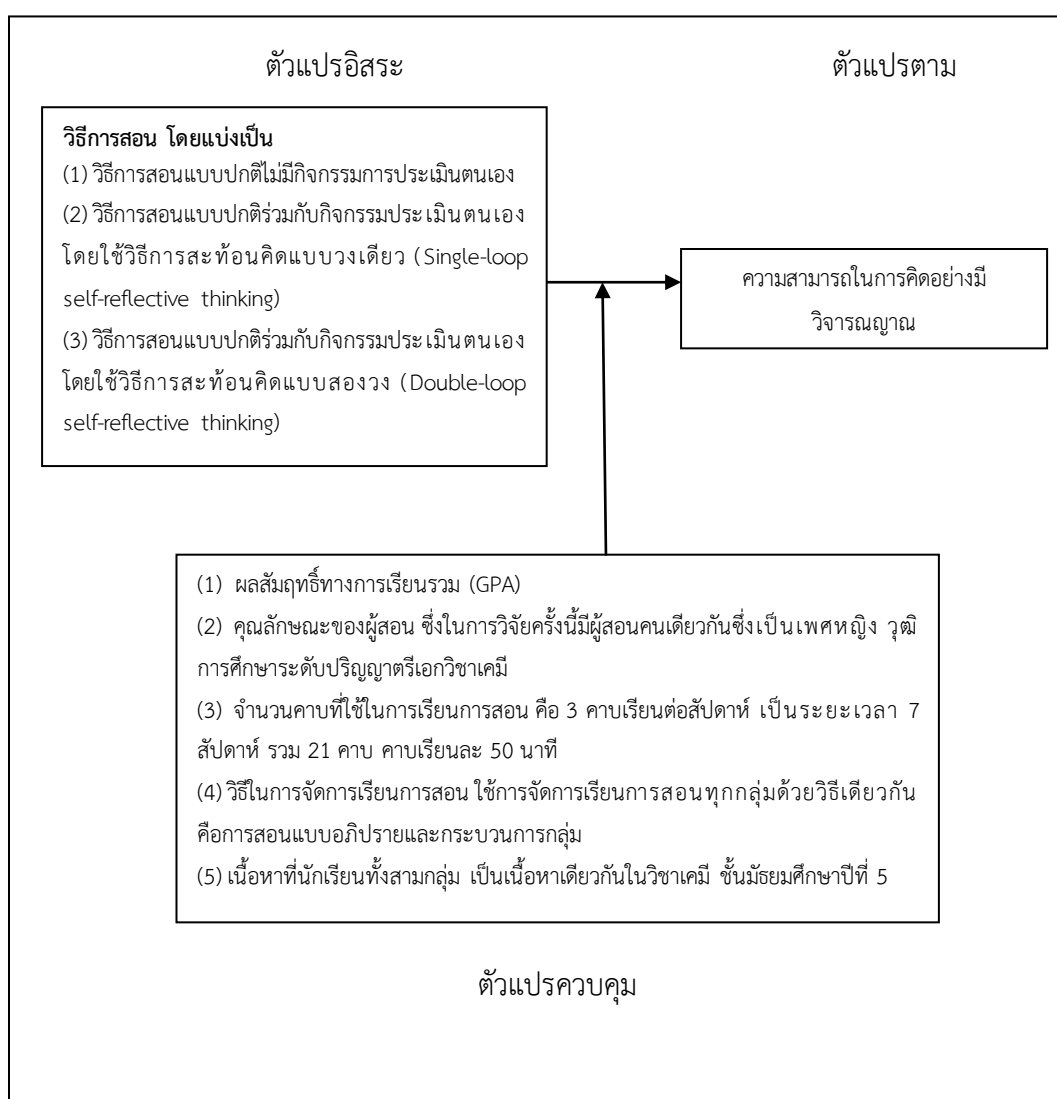 ตัวแปรอิสระ
ตัวแปรตาม
วิธีการสอน โดยแบ่งเป็น
(1) วิธีการสอนแบบปกติไม่มีกิจกรรมการประเมินตนเอง
(2) วิธีการสอนแบบปกติร่วมกับกิจกรรมประเมินตนเอง
โดยใช้วิธีการสะท้อนคิดแบบวงเดียว (Single-loop
self-reflective thinking)
(3) วิธีการสอนแบบปกติร่วมกับกิจกรรมประเมินตนเอง
โดยใช้วิธีการสะท้อนคิดแบบสองวง (Double-loop
self-reflective thinking)
ความสามารถในการคิดอย่างมี
วิจารณญาณ
(1) ผลสัมฤทธิ์ทางการเรียนรวม (GPA)
(2) คุณลักษณะของผู้สอน ซึ่งในการวิจัยครั้งนี้มีผู้สอนคนเดียวกันซึ่งเป็นเพศหญิง วุฒิ
การศึกษาระดับปริญญาตรีเอกวิชาเคมี
(3) จำนวนคาบที่ใช้ในการเรียนการสอน คือ 3 คาบเรียนต่อสัปดาห์ เป็นระยะเวลา 7
สัปดาห์ รวม 21 คาบ คาบเรียนละ 50 นาที
(4) วิธีในการจัดการเรียนการสอน ใช้การจัดการเรียนการสอนทุกกลุ่มด้วยวิธีเดียวกัน
คือการสอนแบบอภิปรายและกระบวนการกลุ่ม
(5) เนื้อหาที่นักเรียนทั้งสามกลุ่ม เป็นเนื้อหาเดียวกันในวิชาเคมี ชั้นมัธยมศึกษาปีที่ 5
ตัวแปรควบคุม